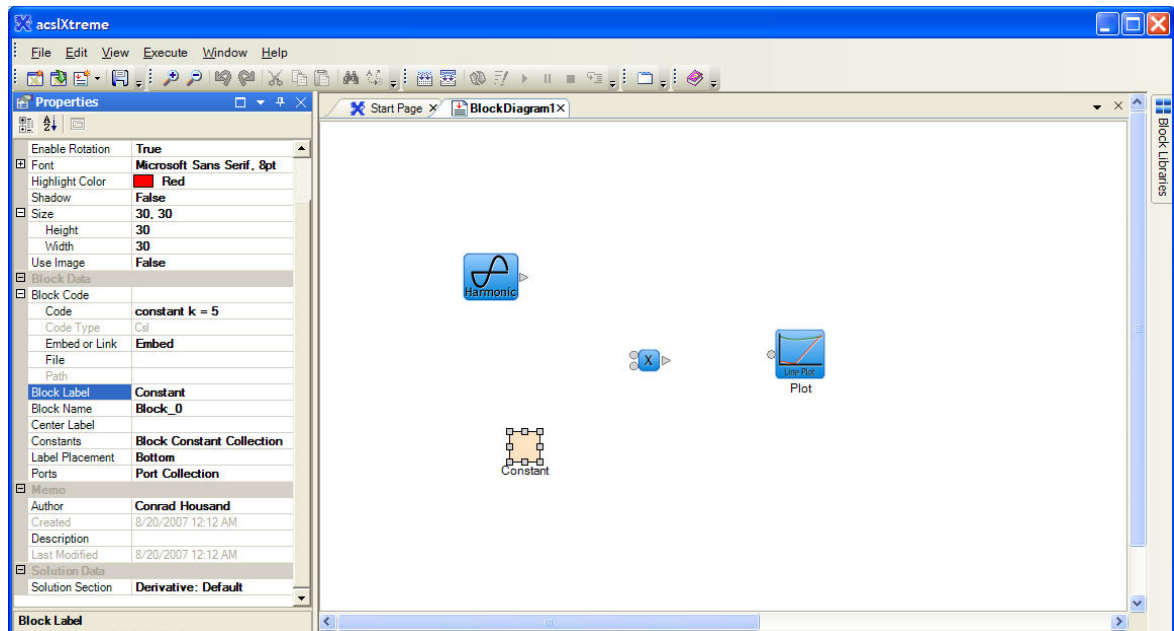 acslXtreme
File Edit View Execute Window Help
Properties
Start Page BlockDiagram1
Block Libraries
Enable Rotation True
Font Microsoft Sans Serif, 8pt
Highlight Color Red
Shadow False
Size 30, 30
Height 30
Width 30
Use Image False
Block Data
Block Code
Code constant k = 5
Code Type Csl
Embed or Link Embed
File
Path
Block Label Constant
Block Name Block_0
Center Label
Constants Block Constant Collection
Label Placement Bottom
Ports Port Collection
Memo
Author Conrad Housand
Created 8/20/2007 12:12 AM
Description
Last Modified 8/20/2007 12:12 AM
Solution Data
Solution Section Derivative: Default
Block Label
Harmonic
X
Line Plot
Plot
Constant